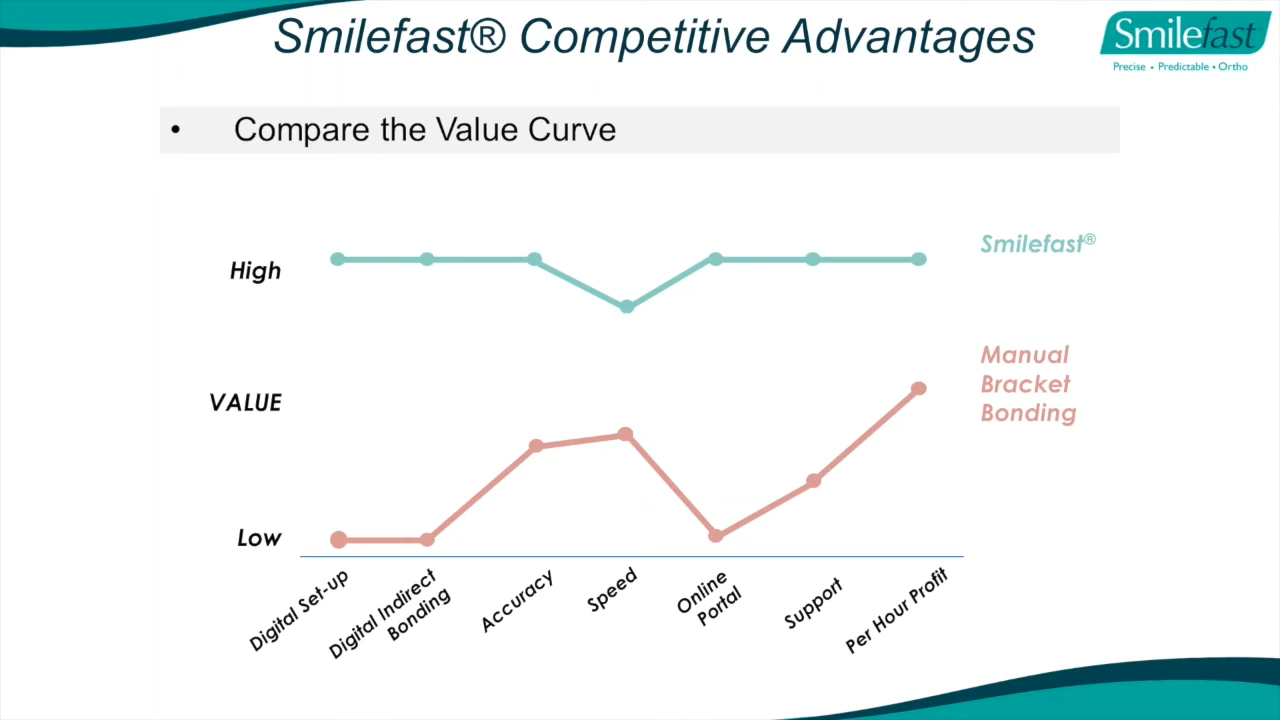 Smilefast® Competitive Advantages
Smilefast
Precise • Predictable • Ortho
• Compare the Value Curve
Smilefast®
High
Manual
Bracket
Bonding
VALUE
Low
Digital Set-up
Digital Indirect
Bonding
Accuracy
Speed
Online
Portal
Support
Per Hour Profit